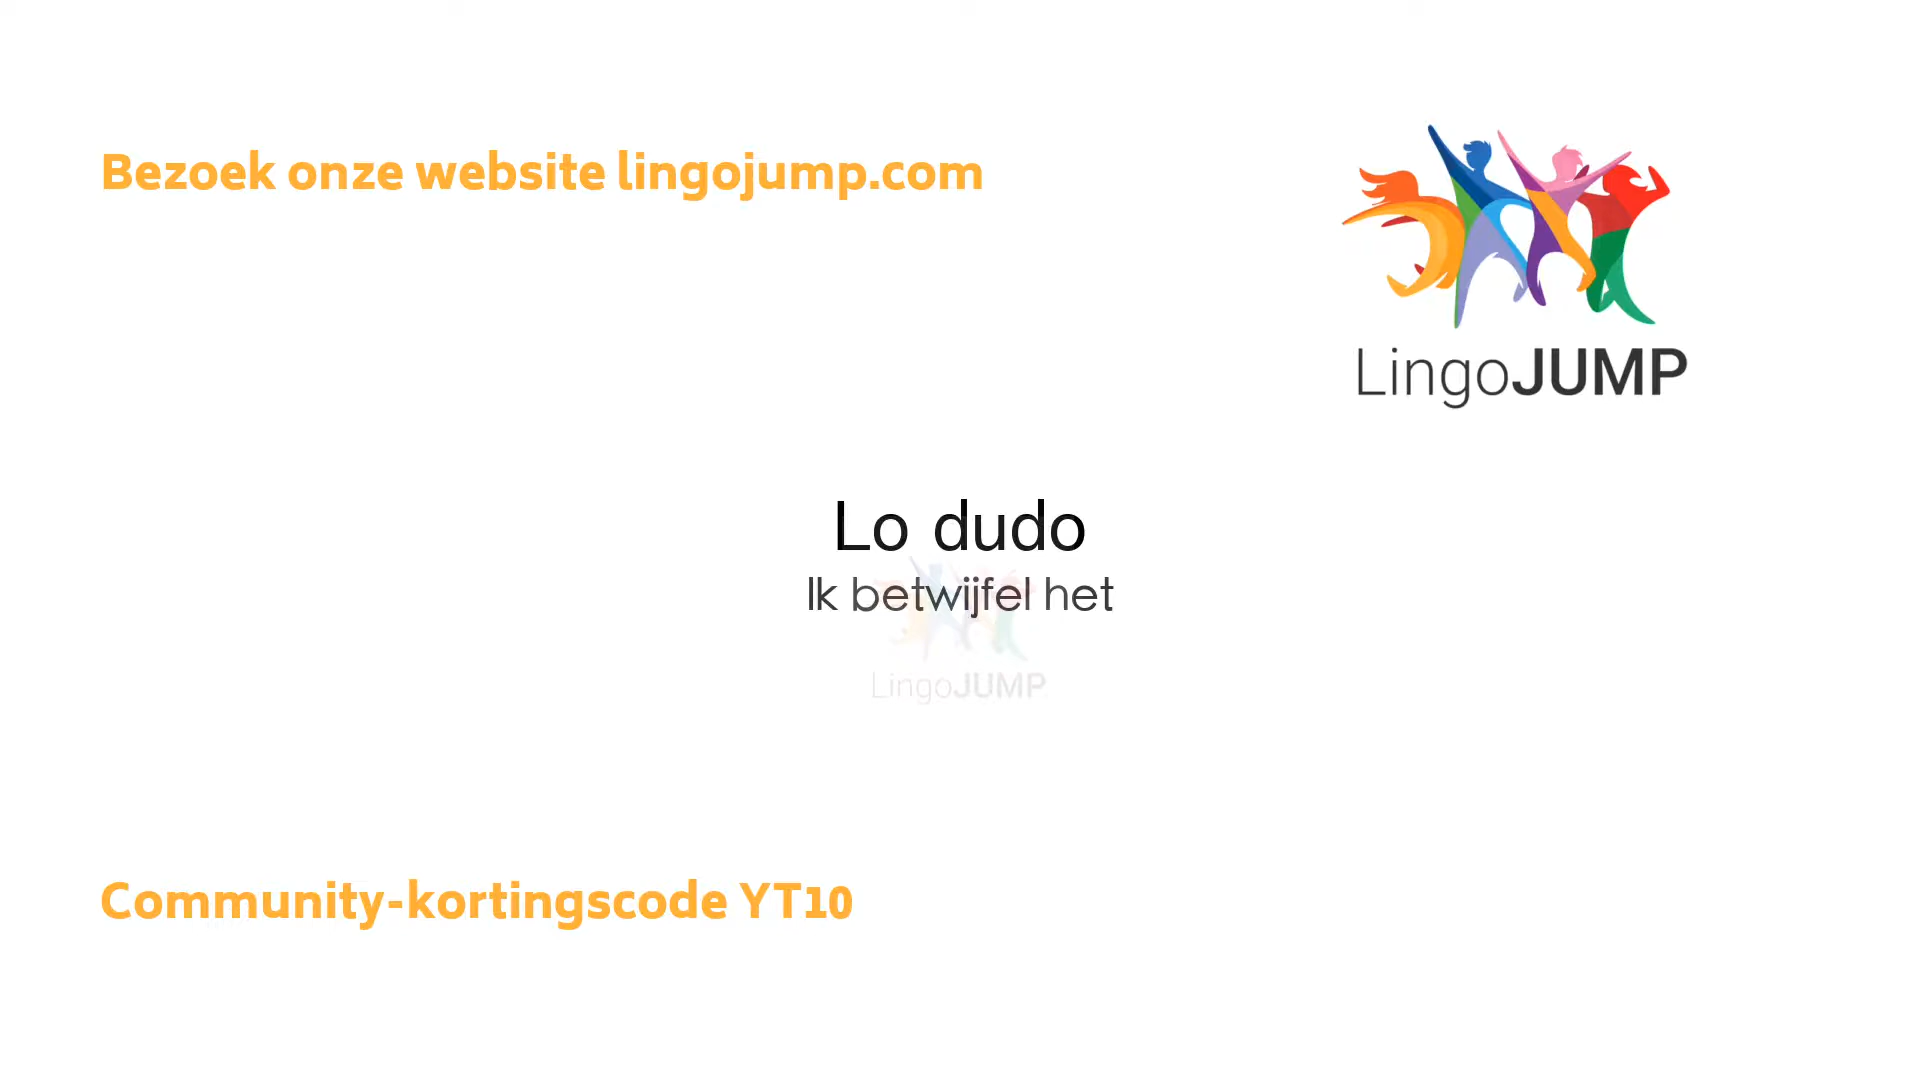 Bezoek onze website lingojump.com
LingoJUMP
Lo dudo
Ik betwijfel het
LingoJUMP
Community-kortingscode YT10